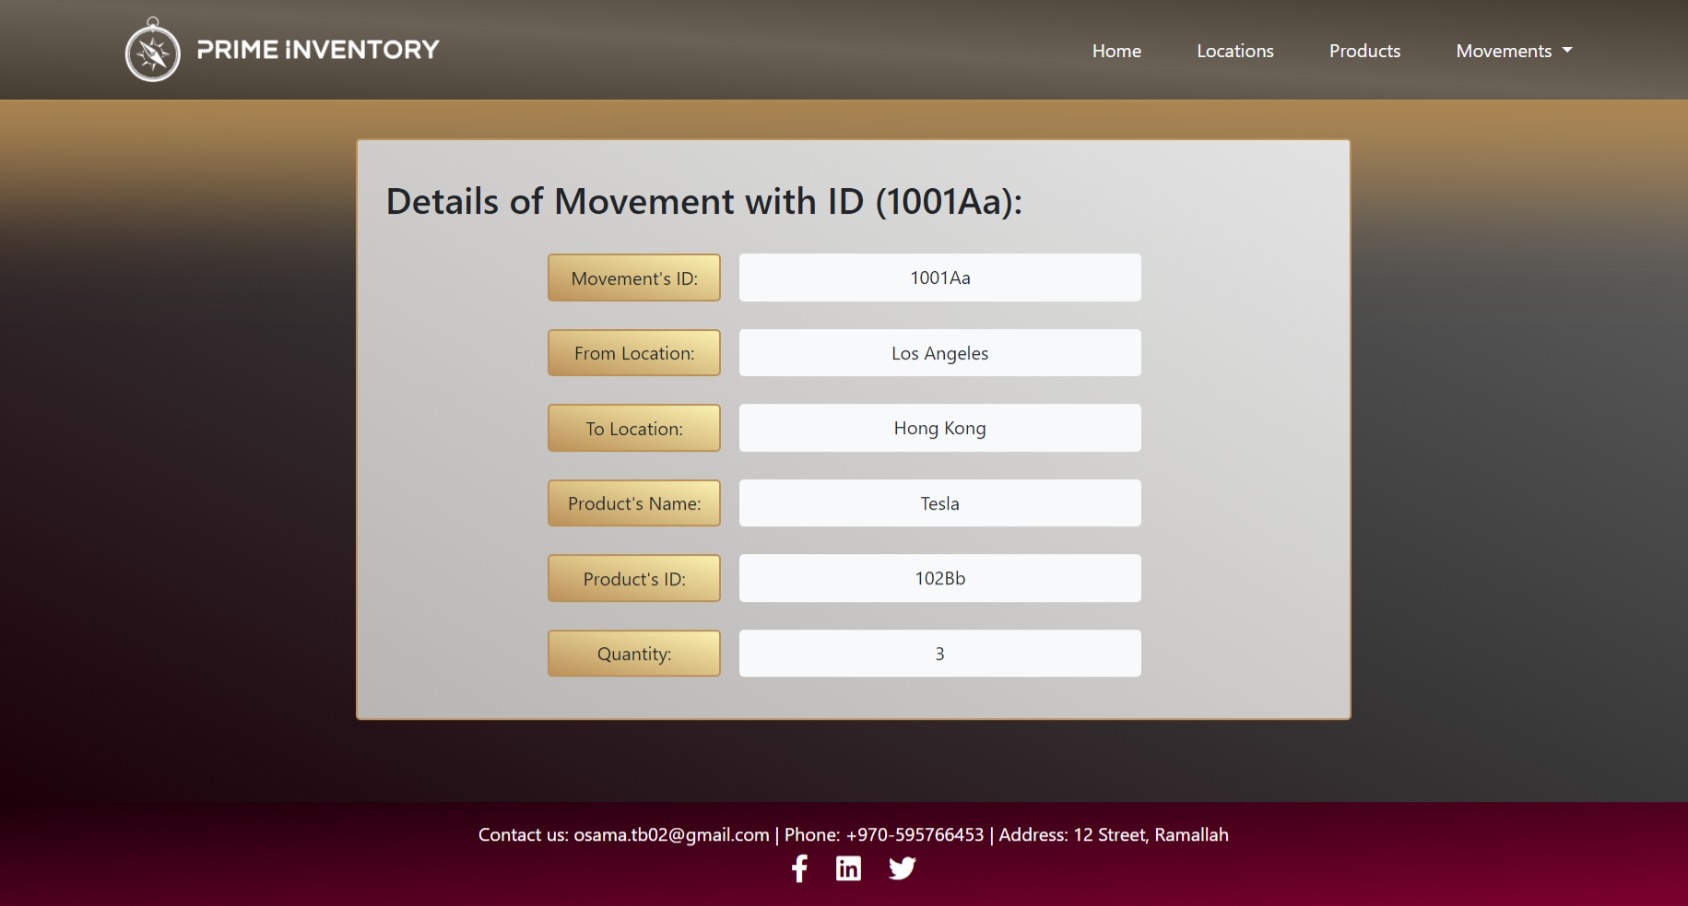 PRIME INVENTORY
Home Locations Products Movements
Details of Movement with ID (1001Aa):
Movement's ID: 1001Aa
From Location: Los Angeles
To Location: Hong Kong
Product's Name: Tesla
Product's ID: 102Bb
Quantity: 3
Contact us: osama.tb02@gmail.com | Phone: +970-595766453 | Address: 12 Street, Ramallah